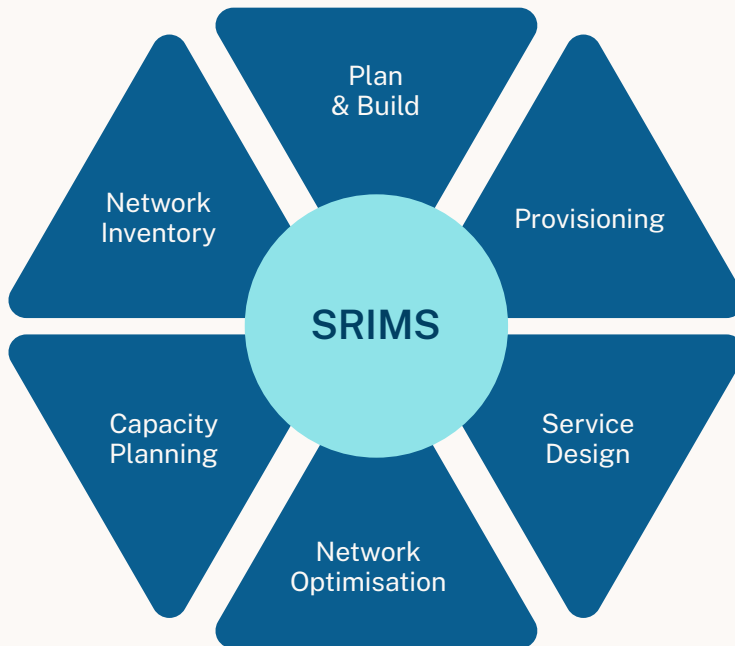 Plan
& Build
Provisioning
Service
Design
Network
Optimisation
Capacity
Planning
Network
Inventory
SRIMS